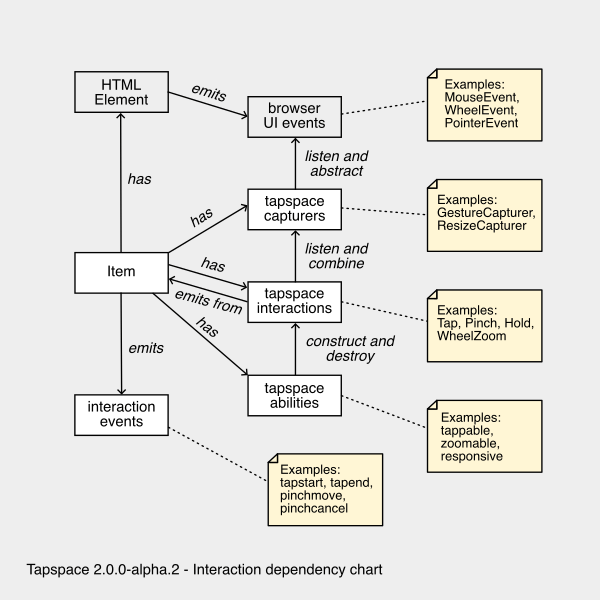 HTML
Element
emits
browser
UI events
Examples:
MouseEvent,
WheelEvent,
PointerEvent
has
listen and
abstract
has
tapspace
capturers
Examples:
GestureCapturer,
ResizeCapturer
Item
has
listen and
combine
emits from
tapspace
interactions
Examples:
Tap, Pinch, Hold,
WheelZoom
has
emits
construct and
destroy
interaction
events
tapspace
abilities
Examples:
tappable,
zoomable,
responsive
Examples:
tapstart, tapend,
pinchmove,
pinchcancel
Tapspace 2.0.0-alpha.2 - Interaction dependency chart